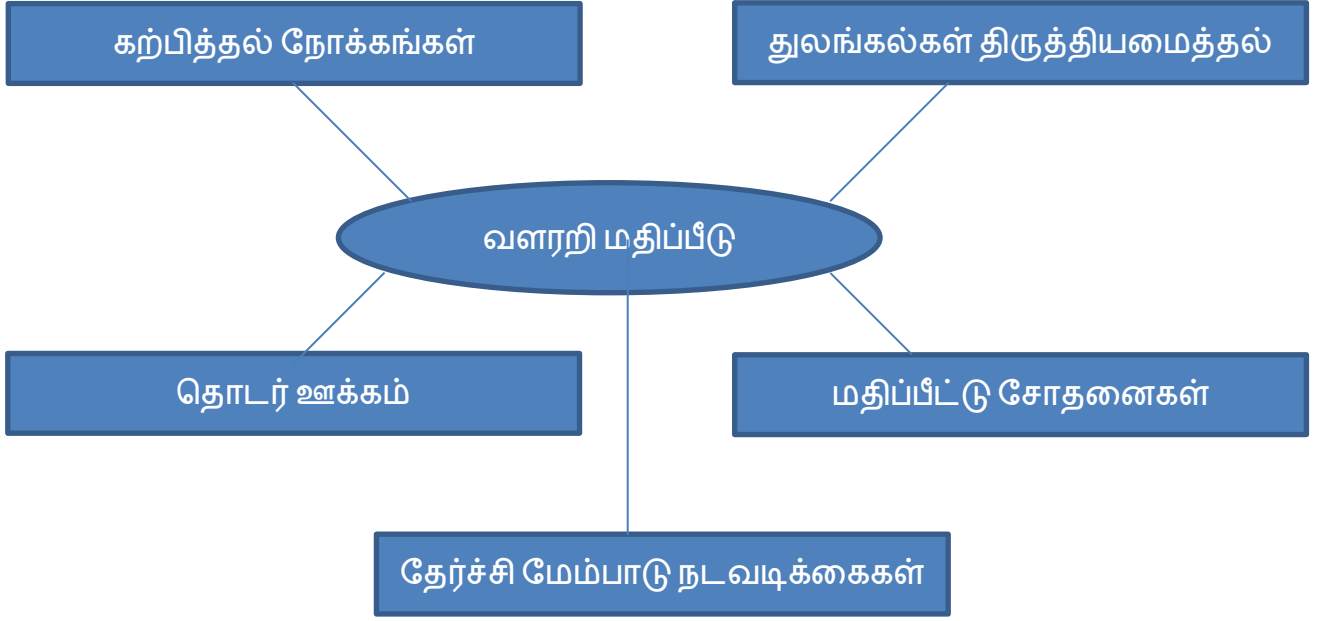 கற்பித்தல் நோக்கங்கள்
துலங்கல்கள் திருத்தியமைத்தல்
வளரறி மதிப்பீடு
தொடர் ஊக்கம்
மதிப்பீட்டு சோதனைகள்
தேர்ச்சி மேம்பாடு நடவடிக்கைகள்